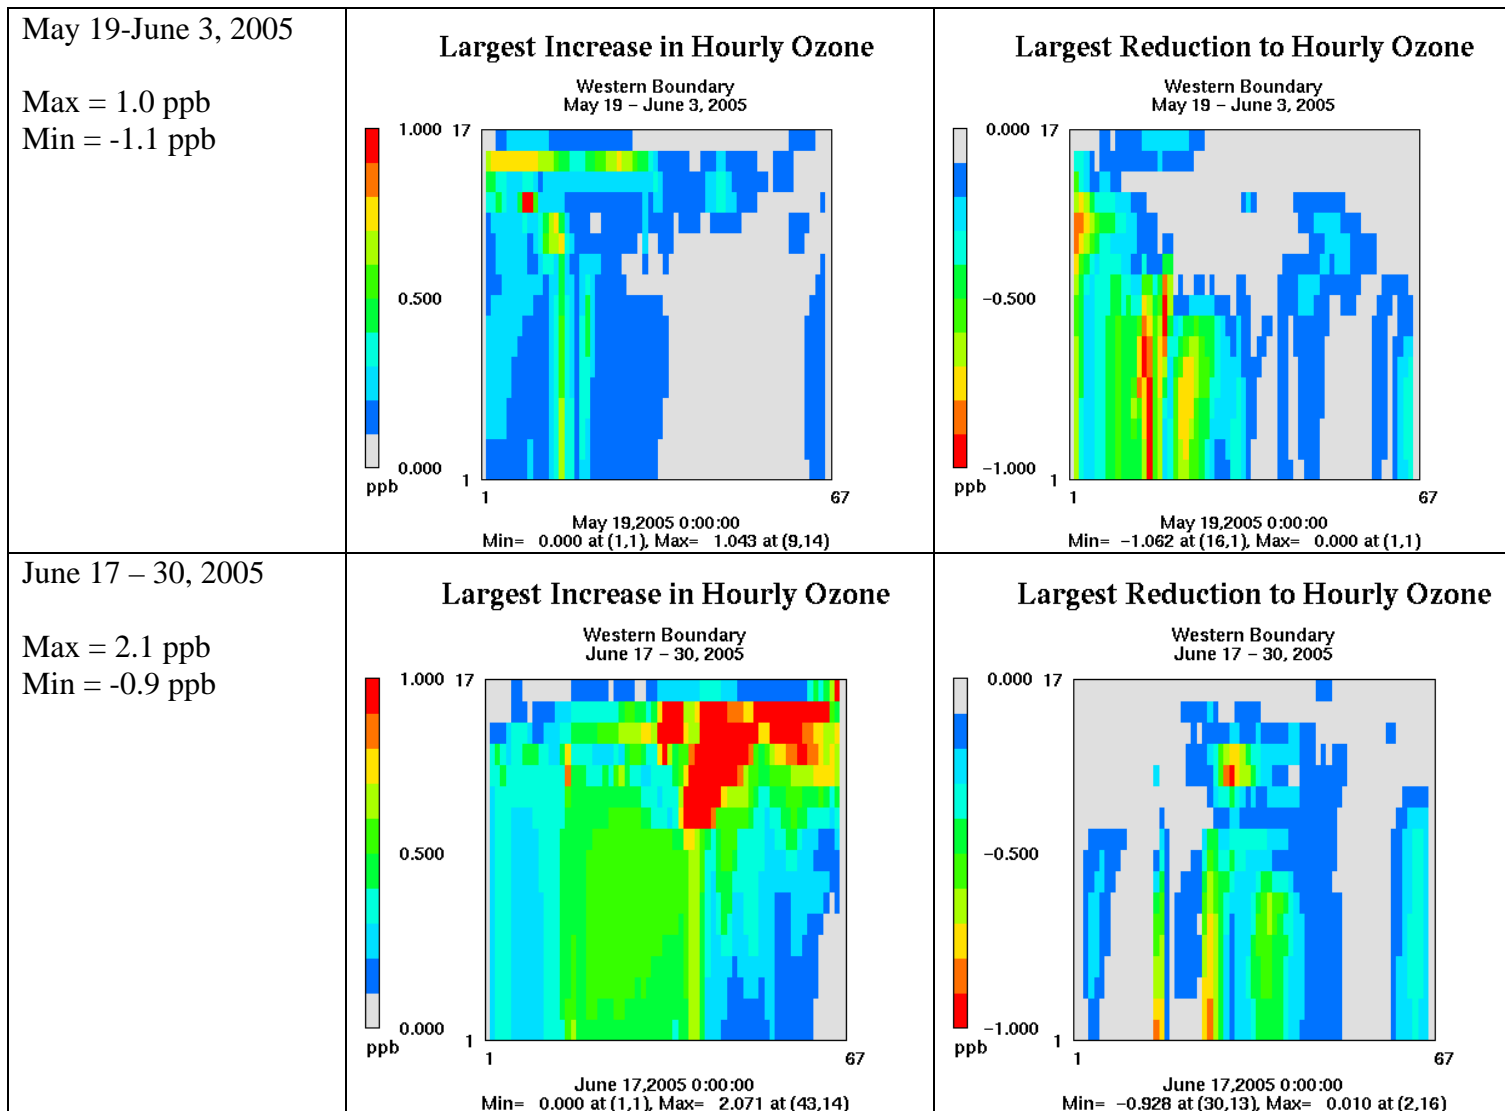 May 19-June 3, 2005
Max = 1.0 ppb
Min = -1.1 ppb
Largest Increase in Hourly Ozone
Western Boundary
May 19 – June 3, 2005
1.000
0.500
0.000
ppb
17
1
1
67
May 19,2005 0:00:00
Min= 0.000 at (1,1), Max= 1.043 at (9,14)
Largest Reduction to Hourly Ozone
Western Boundary
May 19 – June 3, 2005
0.000
−0.500
−1.000
ppb
17
1
1
67
May 19,2005 0:00:00
Min= −1.062 at (16,1), Max= 0.000 at (1,1)
June 17 – 30, 2005
Max = 2.1 ppb
Min = -0.9 ppb
Largest Increase in Hourly Ozone
Western Boundary
June 17 – 30, 2005
1.000
0.500
0.000
ppb
17
1
1
67
June 17,2005 0:00:00
Min= 0.000 at (1,1), Max= 2.071 at (43,14)
Largest Reduction to Hourly Ozone
Western Boundary
June 17 – 30, 2005
0.000
−0.500
−1.000
ppb
17
1
1
67
June 17,2005 0:00:00
Min= −0.928 at (30,13), Max= 0.010 at (2,16)